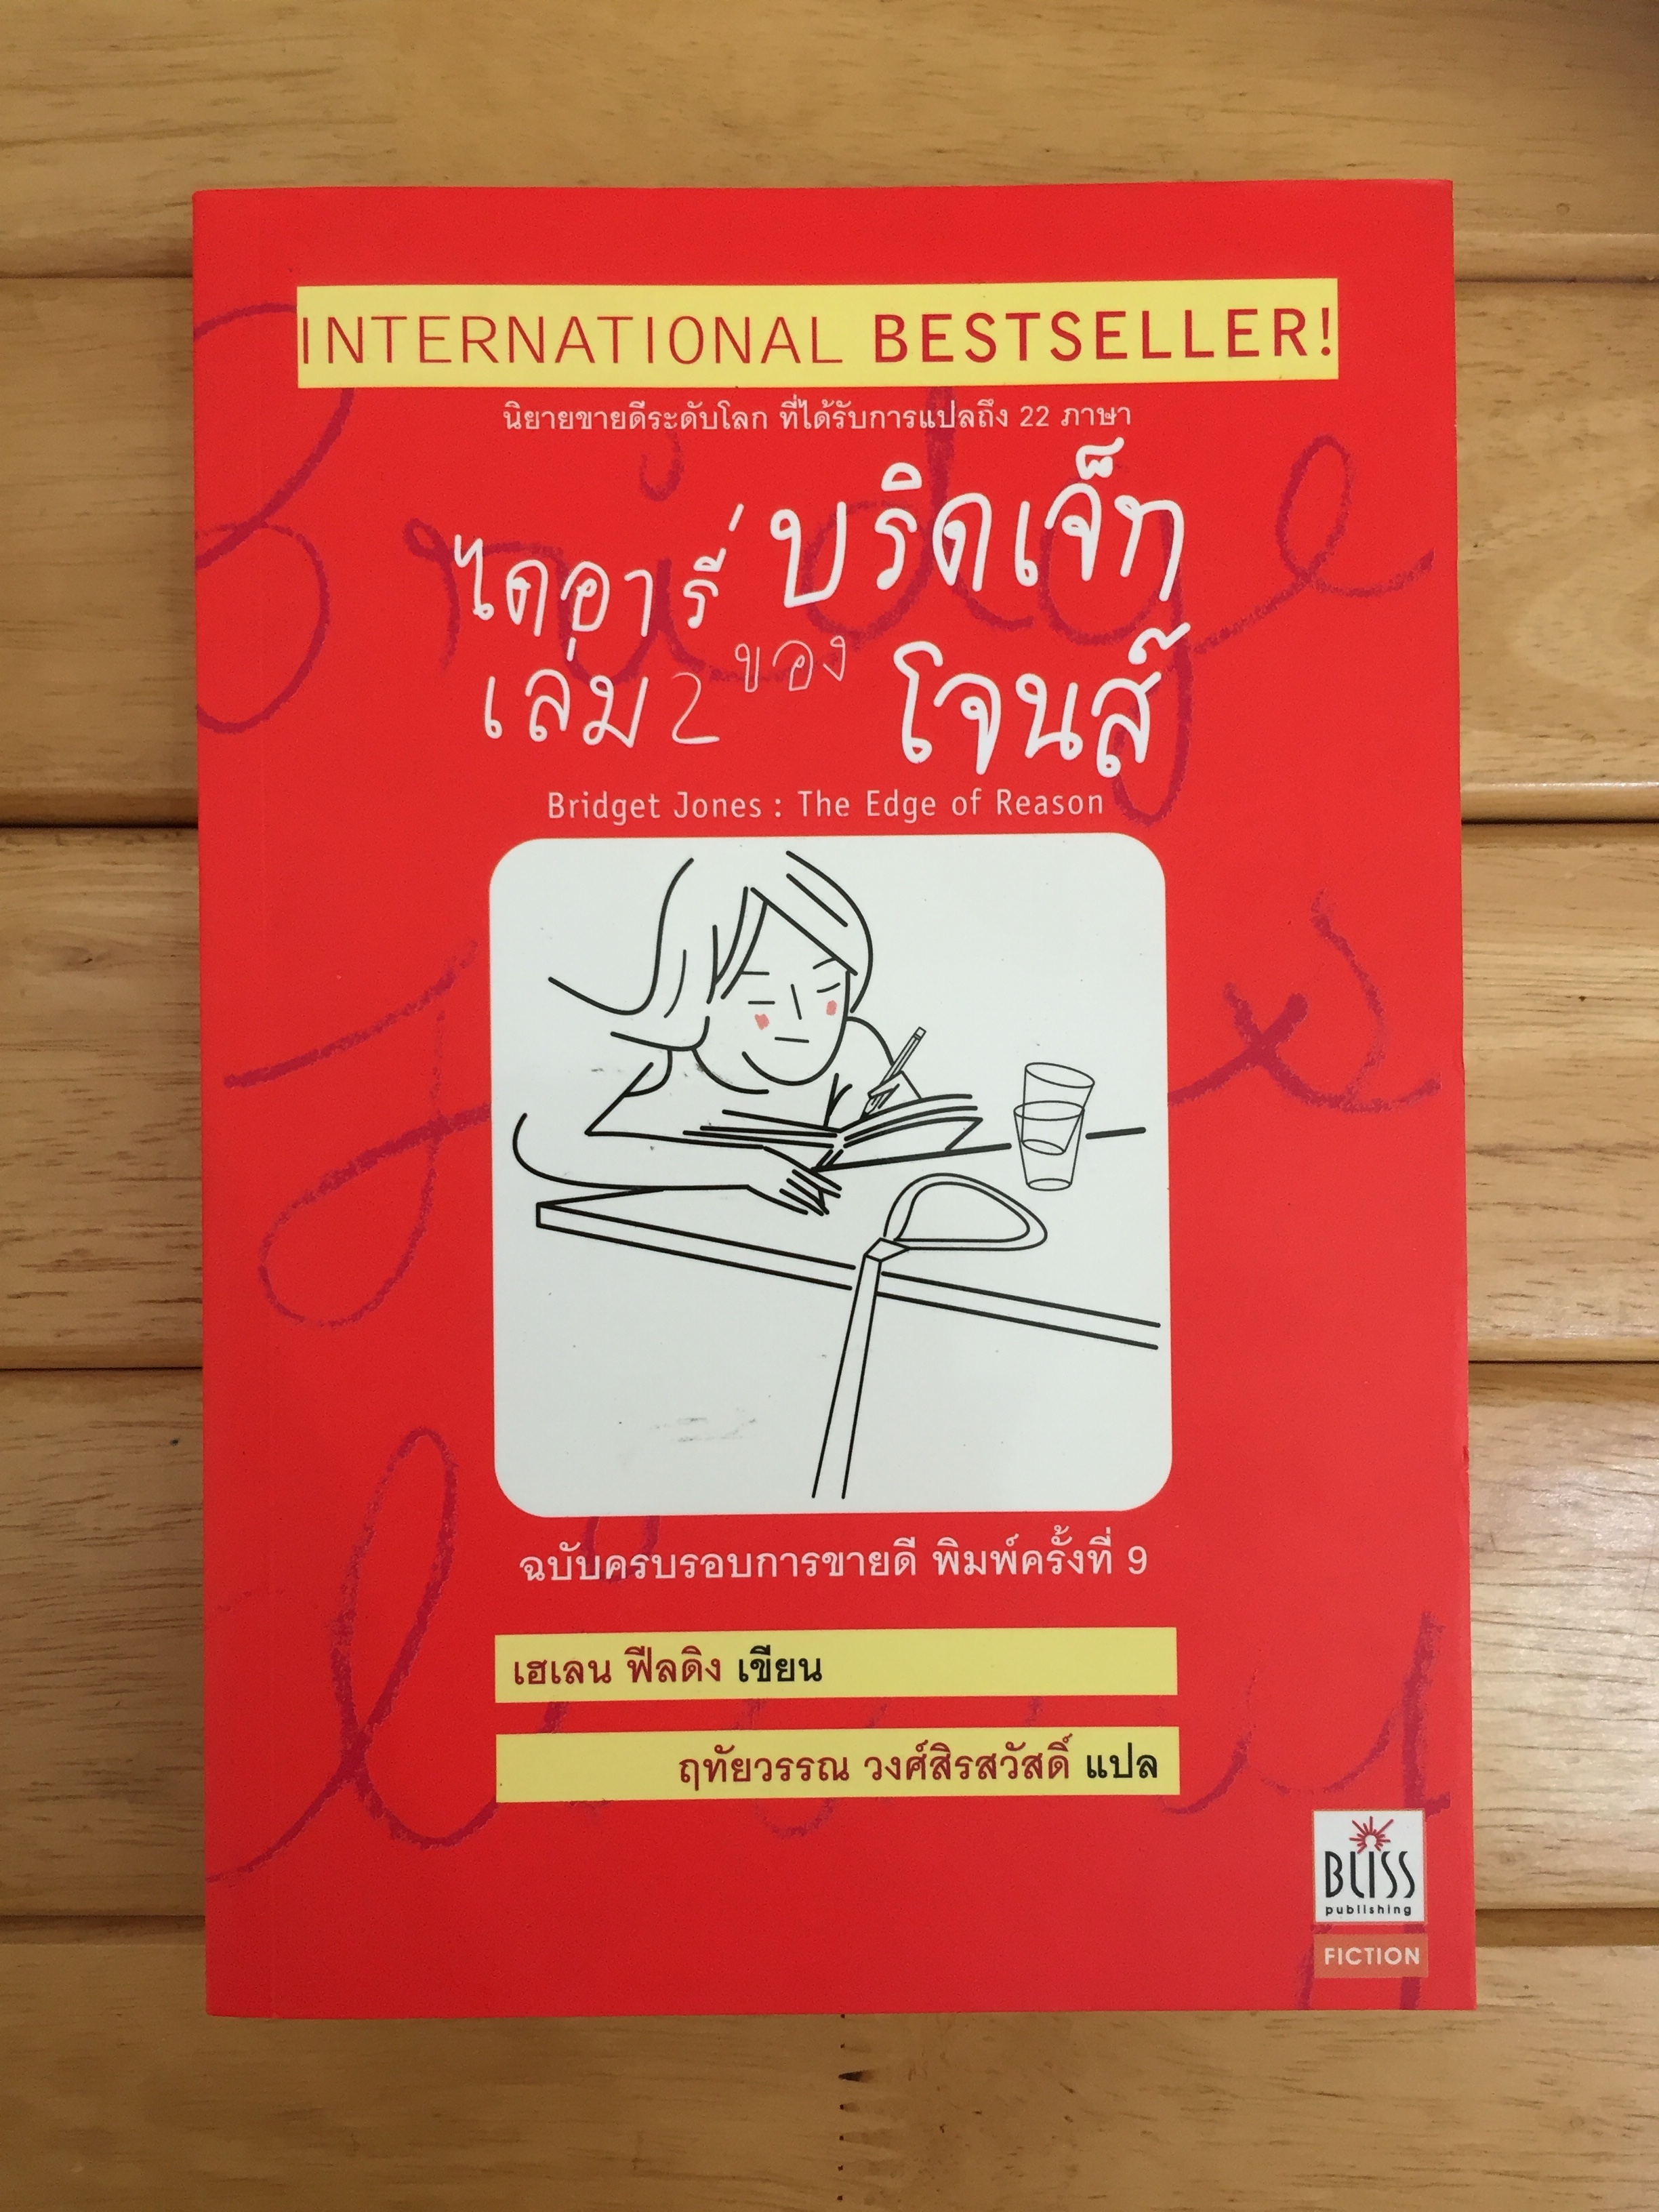 INTERNATIONAL BESTSELLER!
นิยายขายดีระดับโลก ที่ได้รับการแปลถึง 22 ภาษา
ไดอารี่ บริดเจ็ท
เล่ม 2 ของ โจนส์
Bridget Jones : The Edge of Reason
ฉบับครบรอบการขายดี พิมพ์ครั้งที่ 9
เฮเลน ฟีลดิง เขียน
ฤทัยวรรณ วงศ์สิรสวัสดิ์ แปล
BLISS
publishing
FICTION